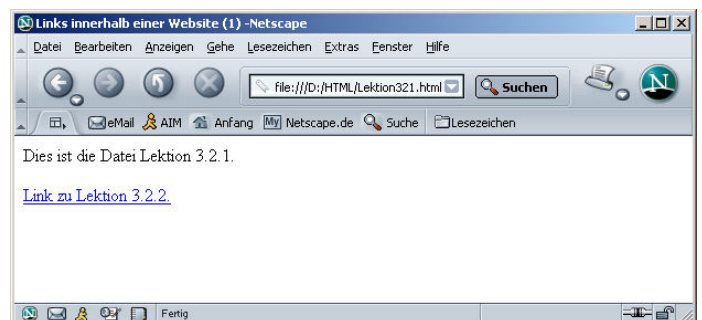 Links innerhalb einer Website (1) -Netscape
Datei Bearbeiten Anzeigen Gehe Lesezeichen Extras Fenster Hilfe
file:///D:/HTML/Lektion321.html Suchen N
eMail AIM Anfang My Netscape.de Suche Lesezeichen
Dies ist die Datei Lektion 3.2.1.
Link zu Lektion 3.2.2.
Fertig